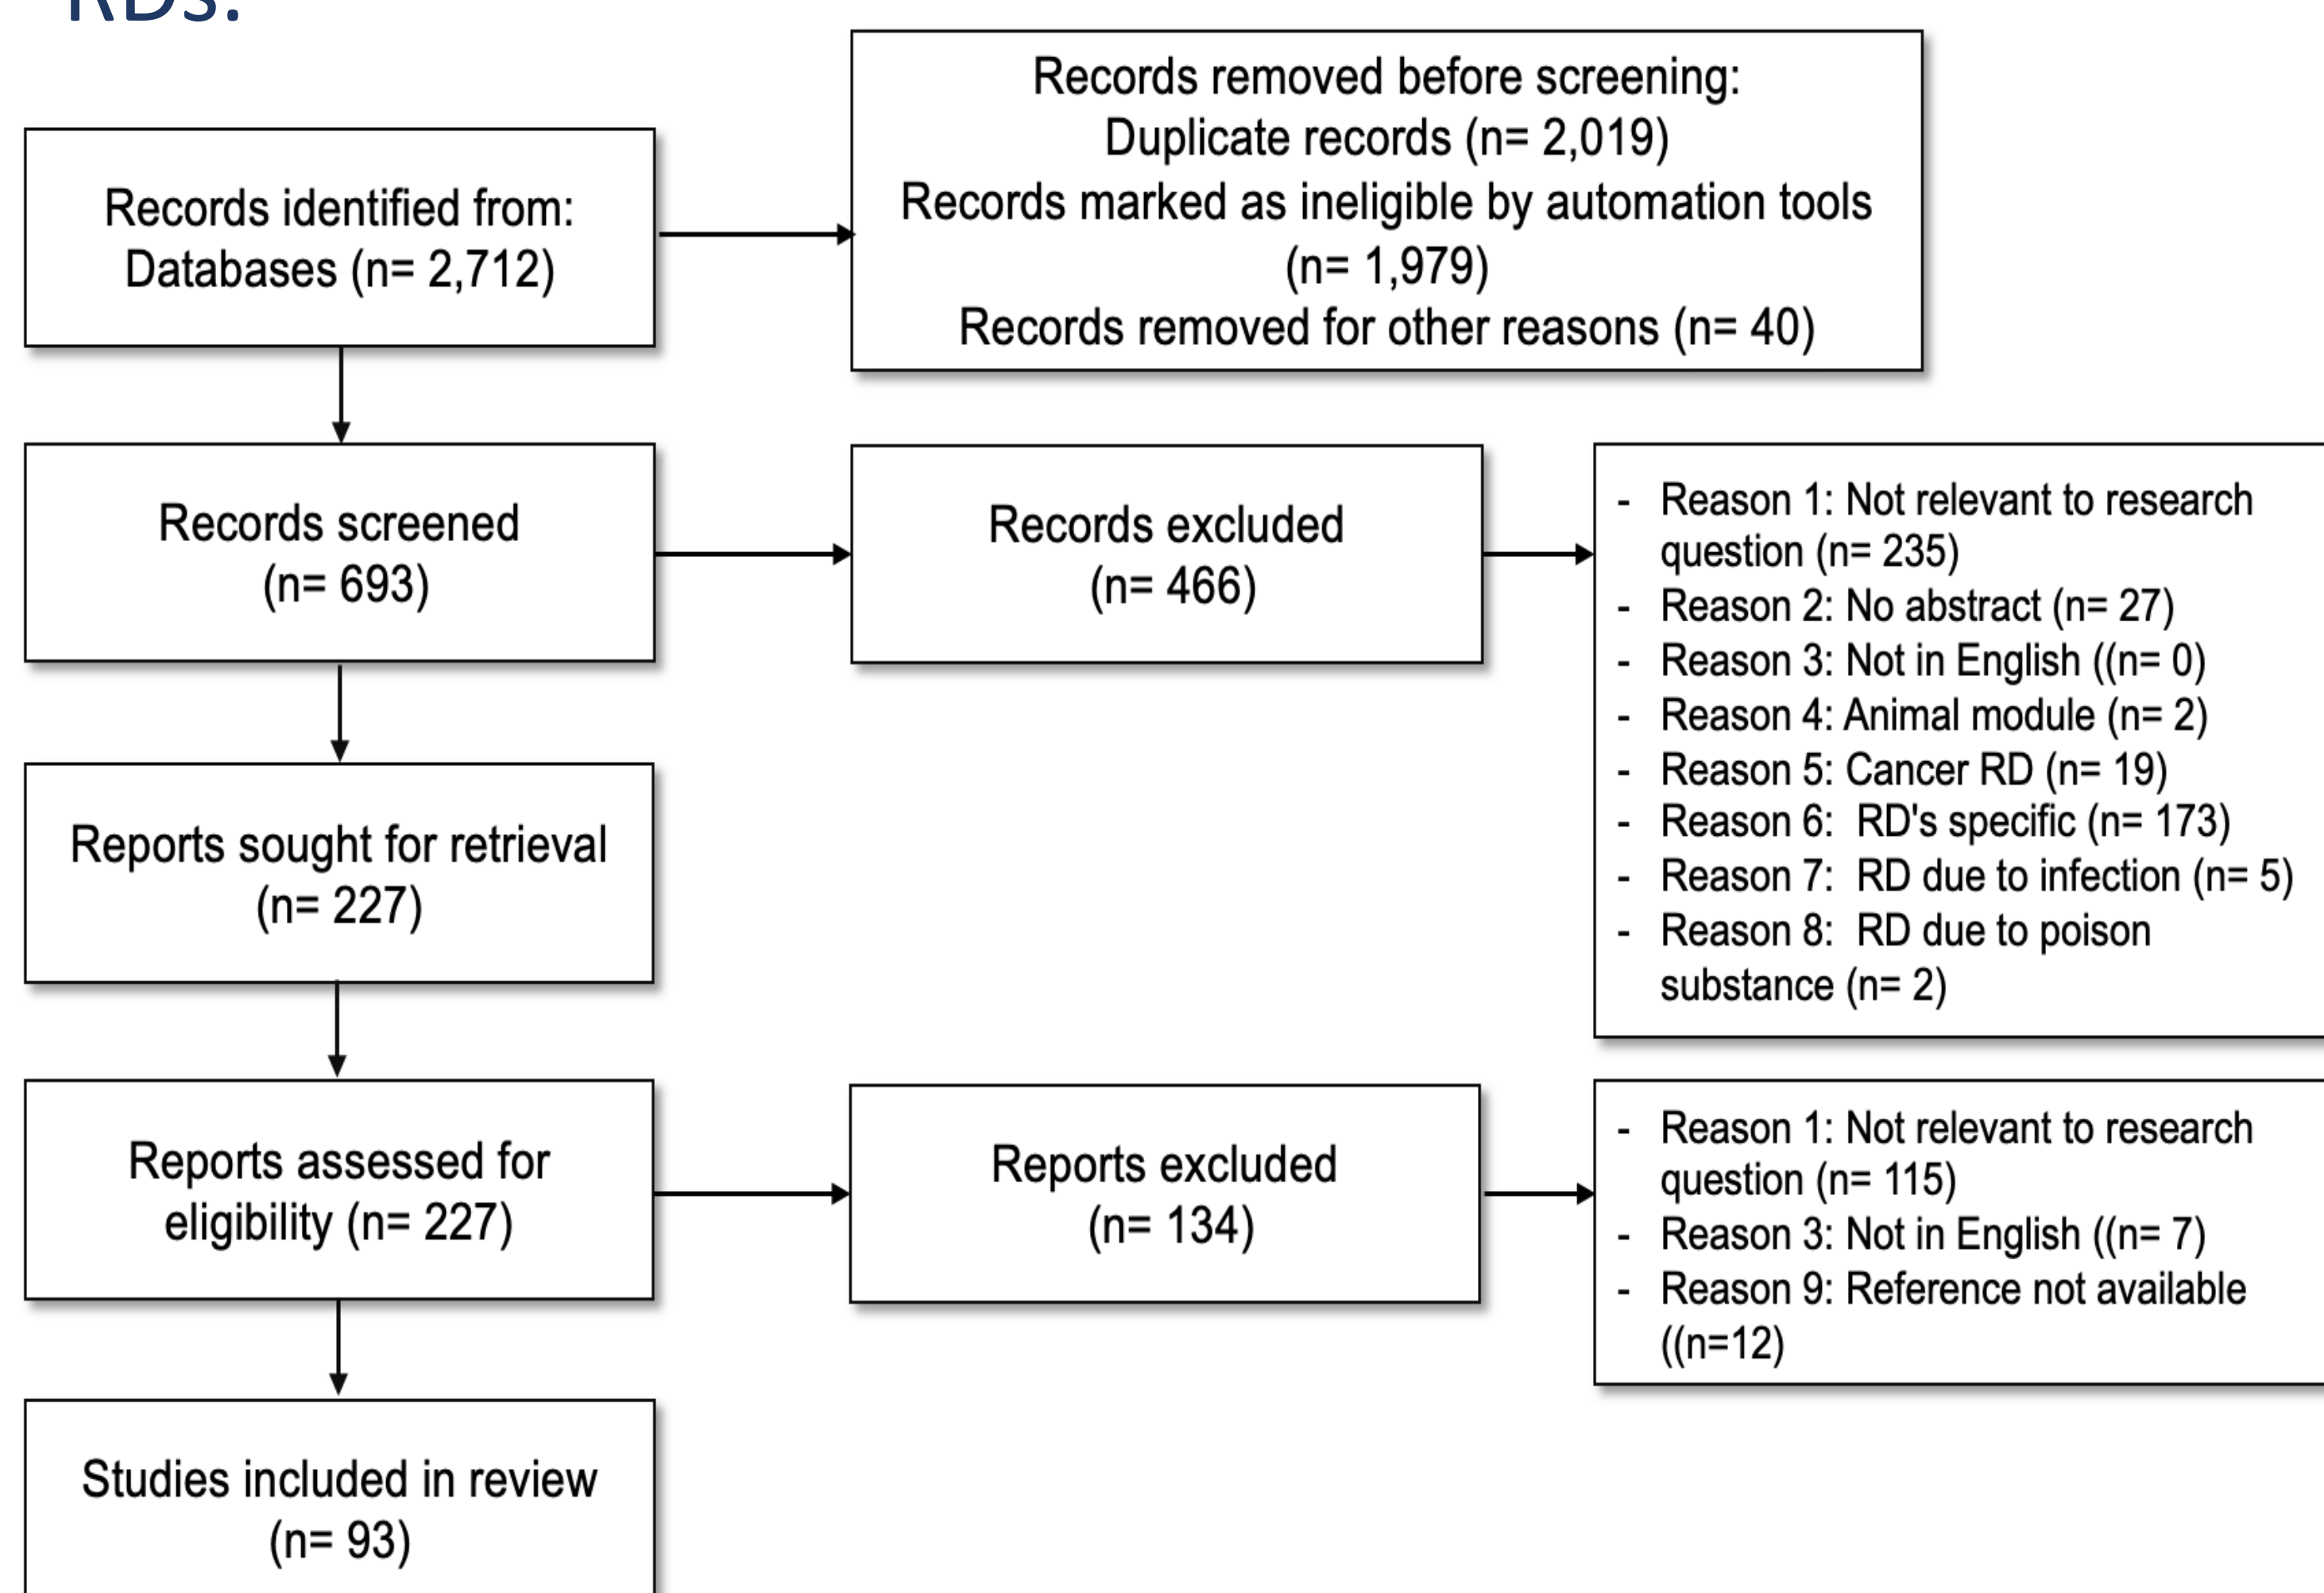 RDs.
Records removed before screening:
Duplicate records (n= 2,019)
Records marked as ineligible by automation tools
(n= 1,979)
Records removed for other reasons (n= 40)
Records identified from:
Databases (n= 2,712)
Records screened
(n= 693)
Records excluded
(n= 466)
- Reason 1: Not relevant to research
question (n= 235)
- Reason 2: No abstract (n= 27)
- Reason 3: Not in English ((n= 0)
- Reason 4: Animal module (n= 2)
- Reason 5: Cancer RD (n= 19)
- Reason 6:  RD's specific (n= 173)
- Reason 7:  RD due to infection (n= 5)
- Reason 8:  RD due to poison
substance (n= 2)
Reports sought for retrieval
(n= 227)
Reports assessed for
eligibility (n= 227)
Reports excluded
(n= 134)
- Reason 1: Not relevant to research
question (n= 115)
- Reason 3: Not in English ((n= 7)
- Reason 9: Reference not available
((n=12)
Studies included in review
(n= 93)